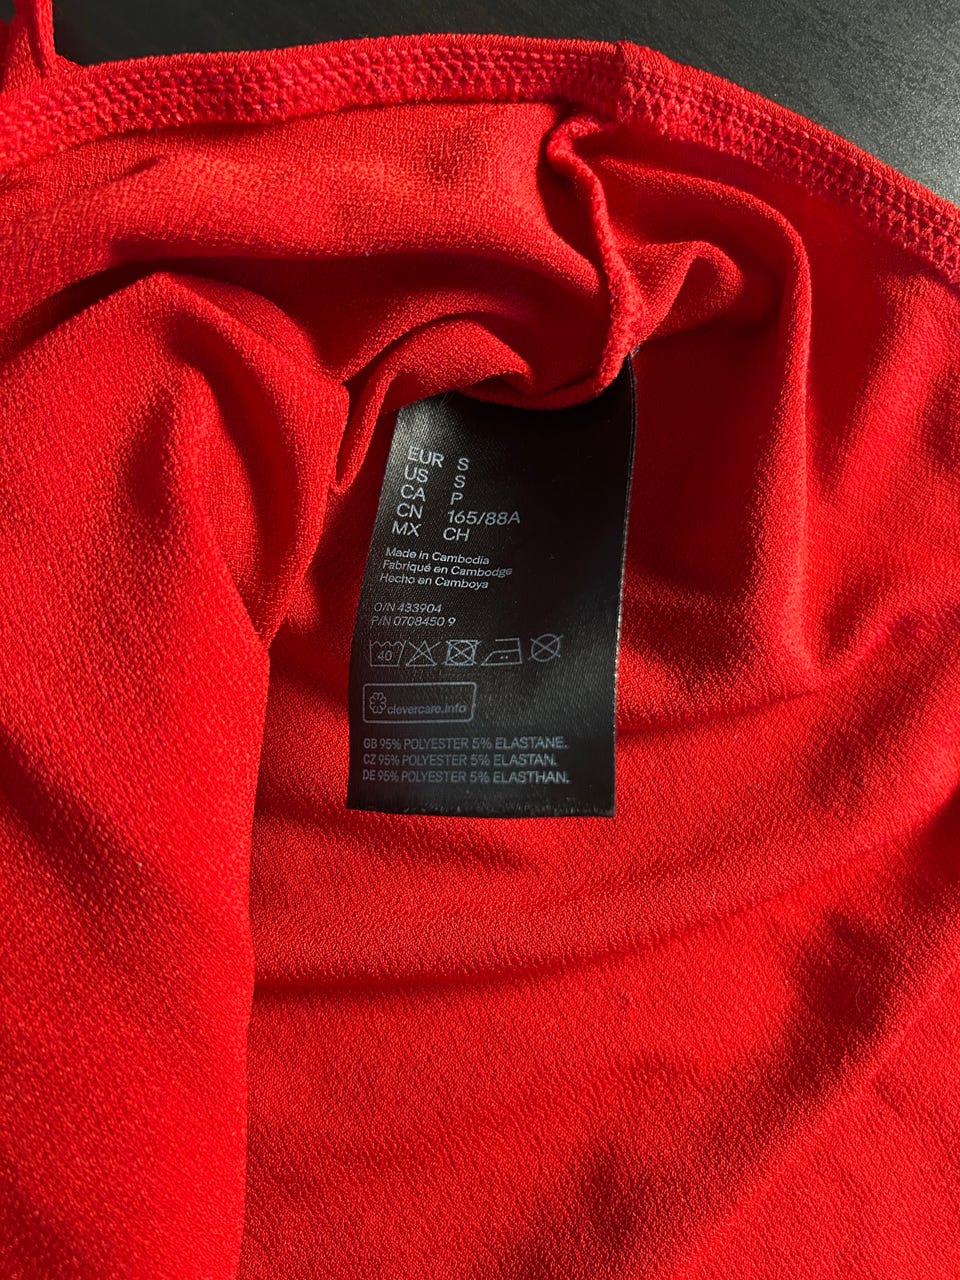 EUR S
US S
CA P
CN 165/88A
MX CH
Made in Cambodia
Fabriqué en Cambodge
Hecho en Camboya
O/N 433904
P/N 0708450 9
40
clevercare.info
GB 95% POLYESTER 5% ELASTANE.
CZ 95% POLYESTER 5% ELASTAN.
DE 95% POLYESTER 5% ELASTHAN.